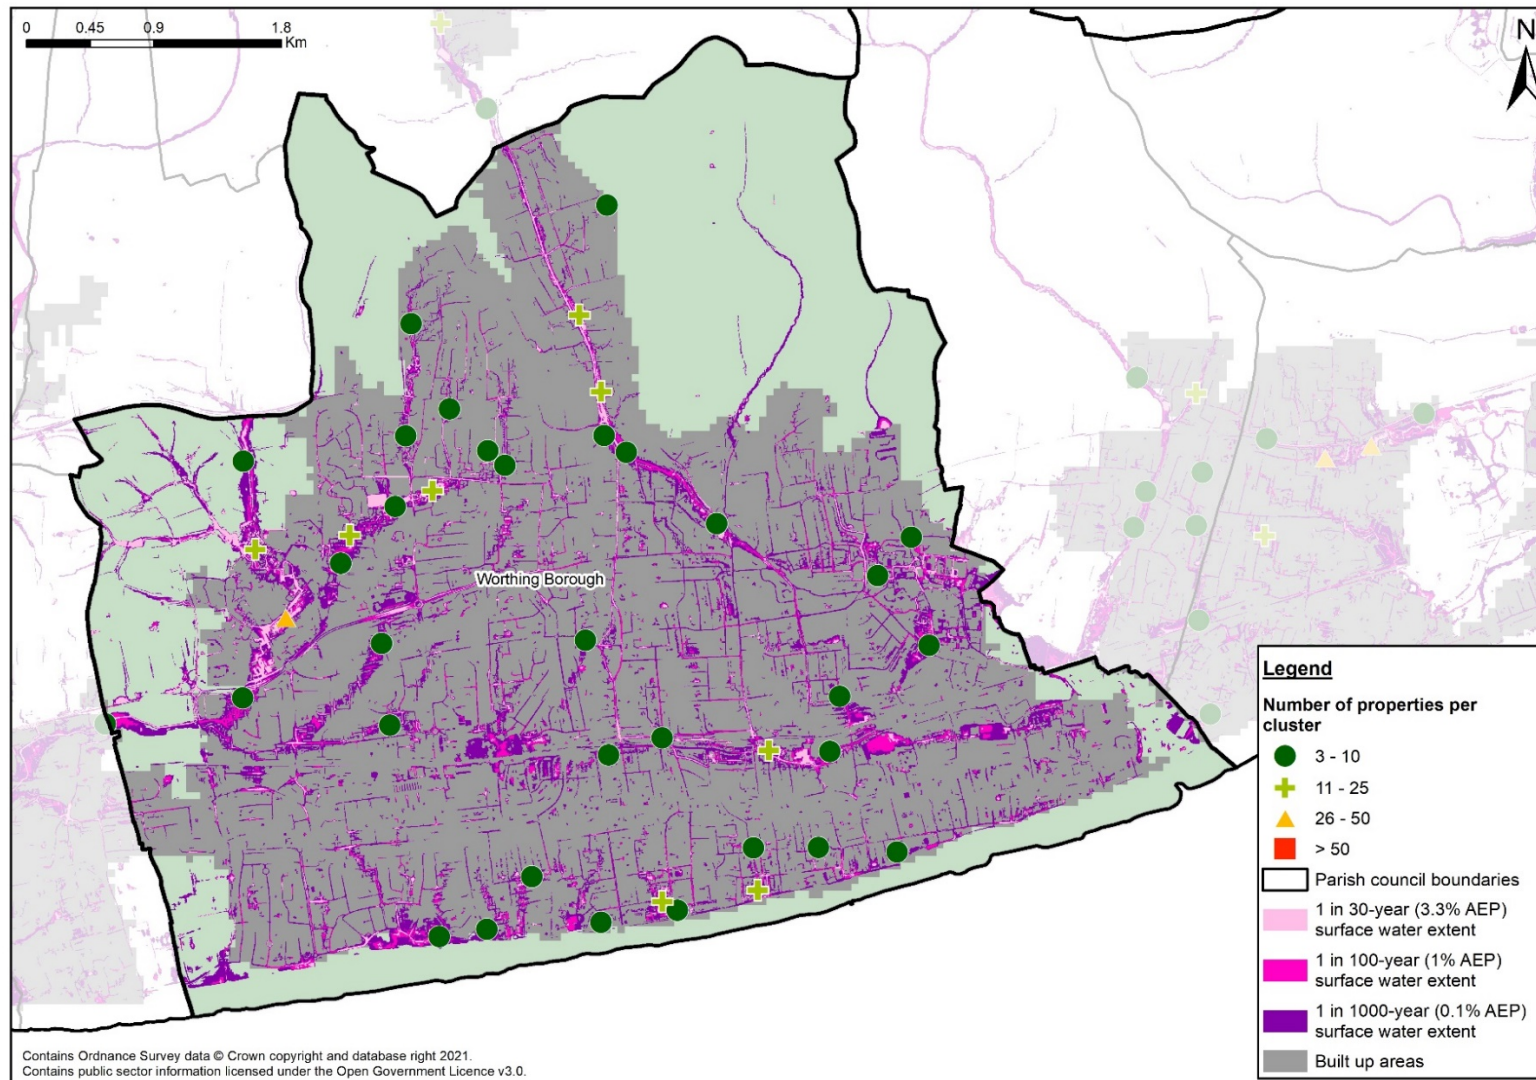 0 0.45 0.9 1.8
Km
N
Worthing Borough
Legend
Number of properties per
cluster
3 - 10
11 - 25
26 - 50
> 50
Parish council boundaries
1 in 30-year (3.3% AEP)
surface water extent
1 in 100-year (1% AEP)
surface water extent
1 in 1000-year (0.1% AEP)
surface water extent
Built up areas
Contains Ordnance Survey data © Crown copyright and database right 2021.
Contains public sector information licensed under the Open Government Licence v3.0.